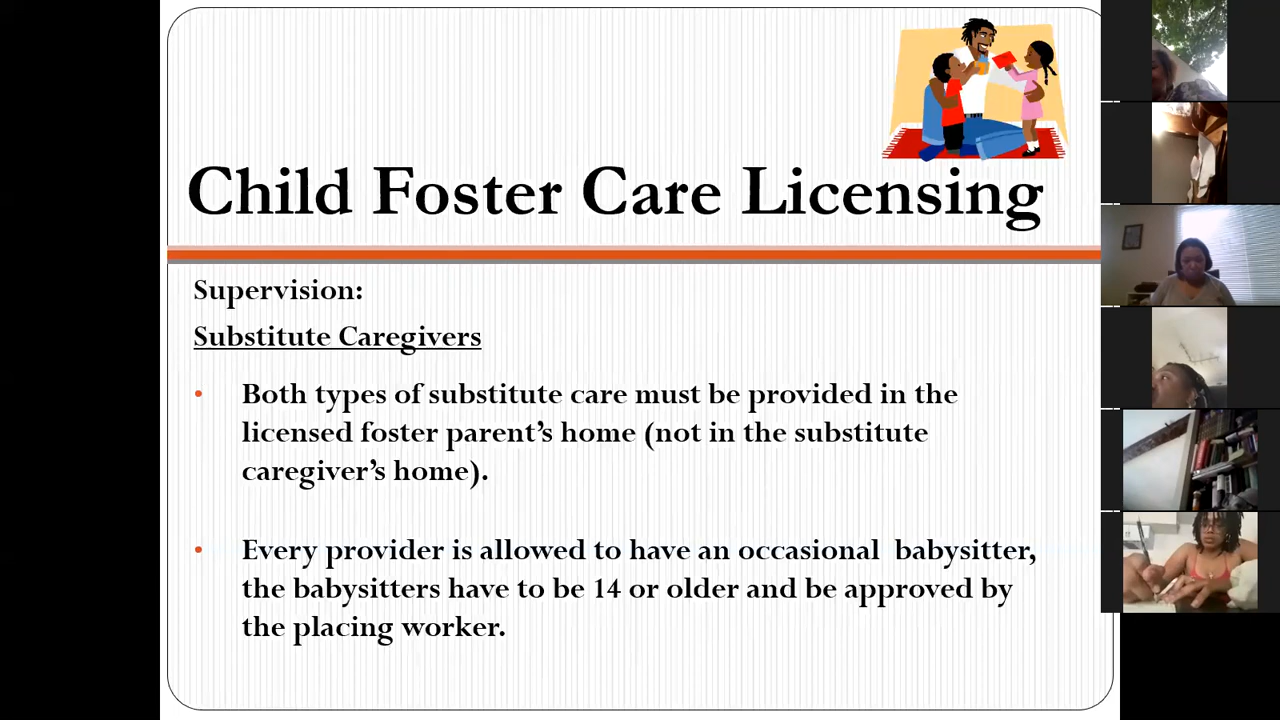 Child Foster Care Licensing
Supervision:
Substitute Caregivers
• Both types of substitute care must be provided in the
licensed foster parent’s home (not in the substitute
caregiver’s home).
• Every provider is allowed to have an occasional  babysitter,
the babysitters have to be 14 or older and be approved by
the placing worker.